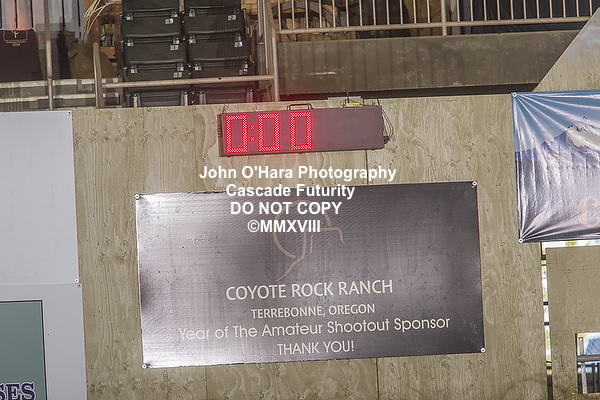 0:00
John O'Hara Photography
Cascade Futurity
DO NOT COPY
©MMXVIII
COYOTE ROCK RANCH
TERREBONNE, OREGON
Year of The Amateur Shootout Sponsor
THANK YOU!